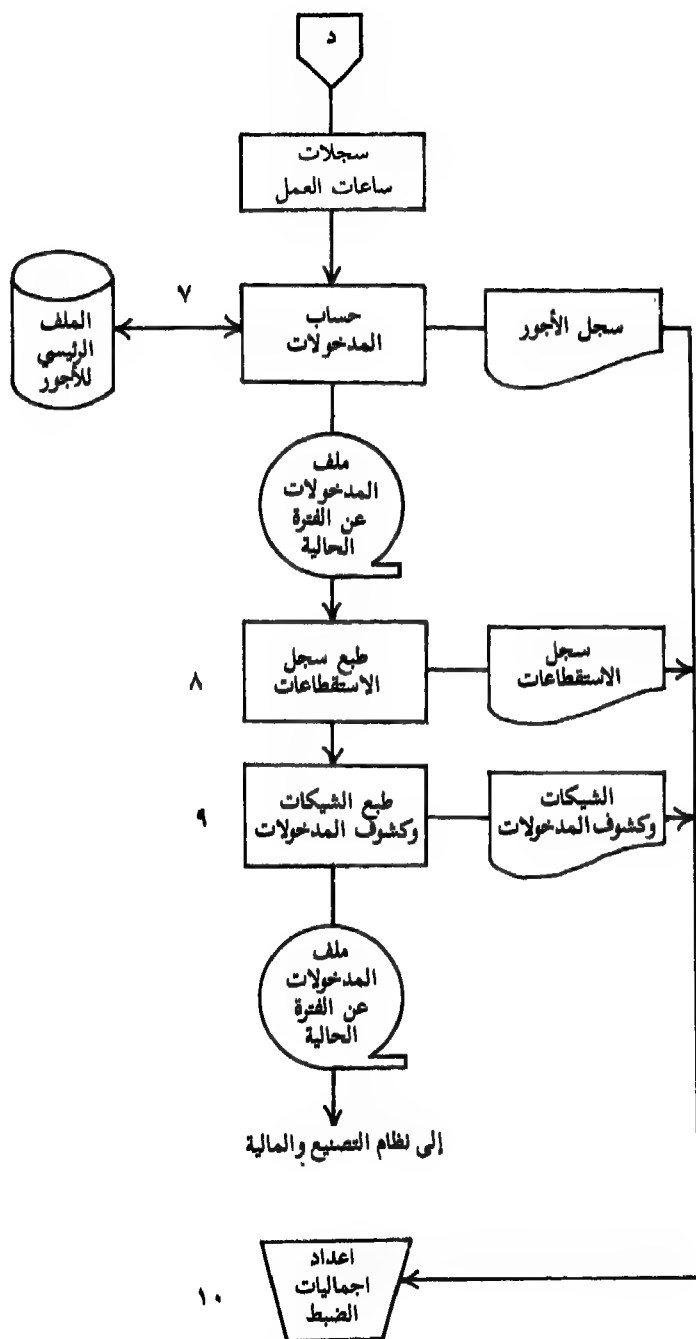 د
سجلات
ساعات العمل
الملف
الرئيسي
للأجور
٧
حساب
المدخولات
سجل الأجور
ملف
المدخولات
عن الفترة
الحالية
٨
طبع سجل
الاستقطاعات
سجل
الاستقطاعات
٩
طبع الشيكات
وكشوف المدخولات
الشيكات
وكشوف المدخولات
ملف
المدخولات
عن الفترة
الحالية
إلى نظام التصنيع والمالية
١٠
اعداد
اجماليات
الضبط